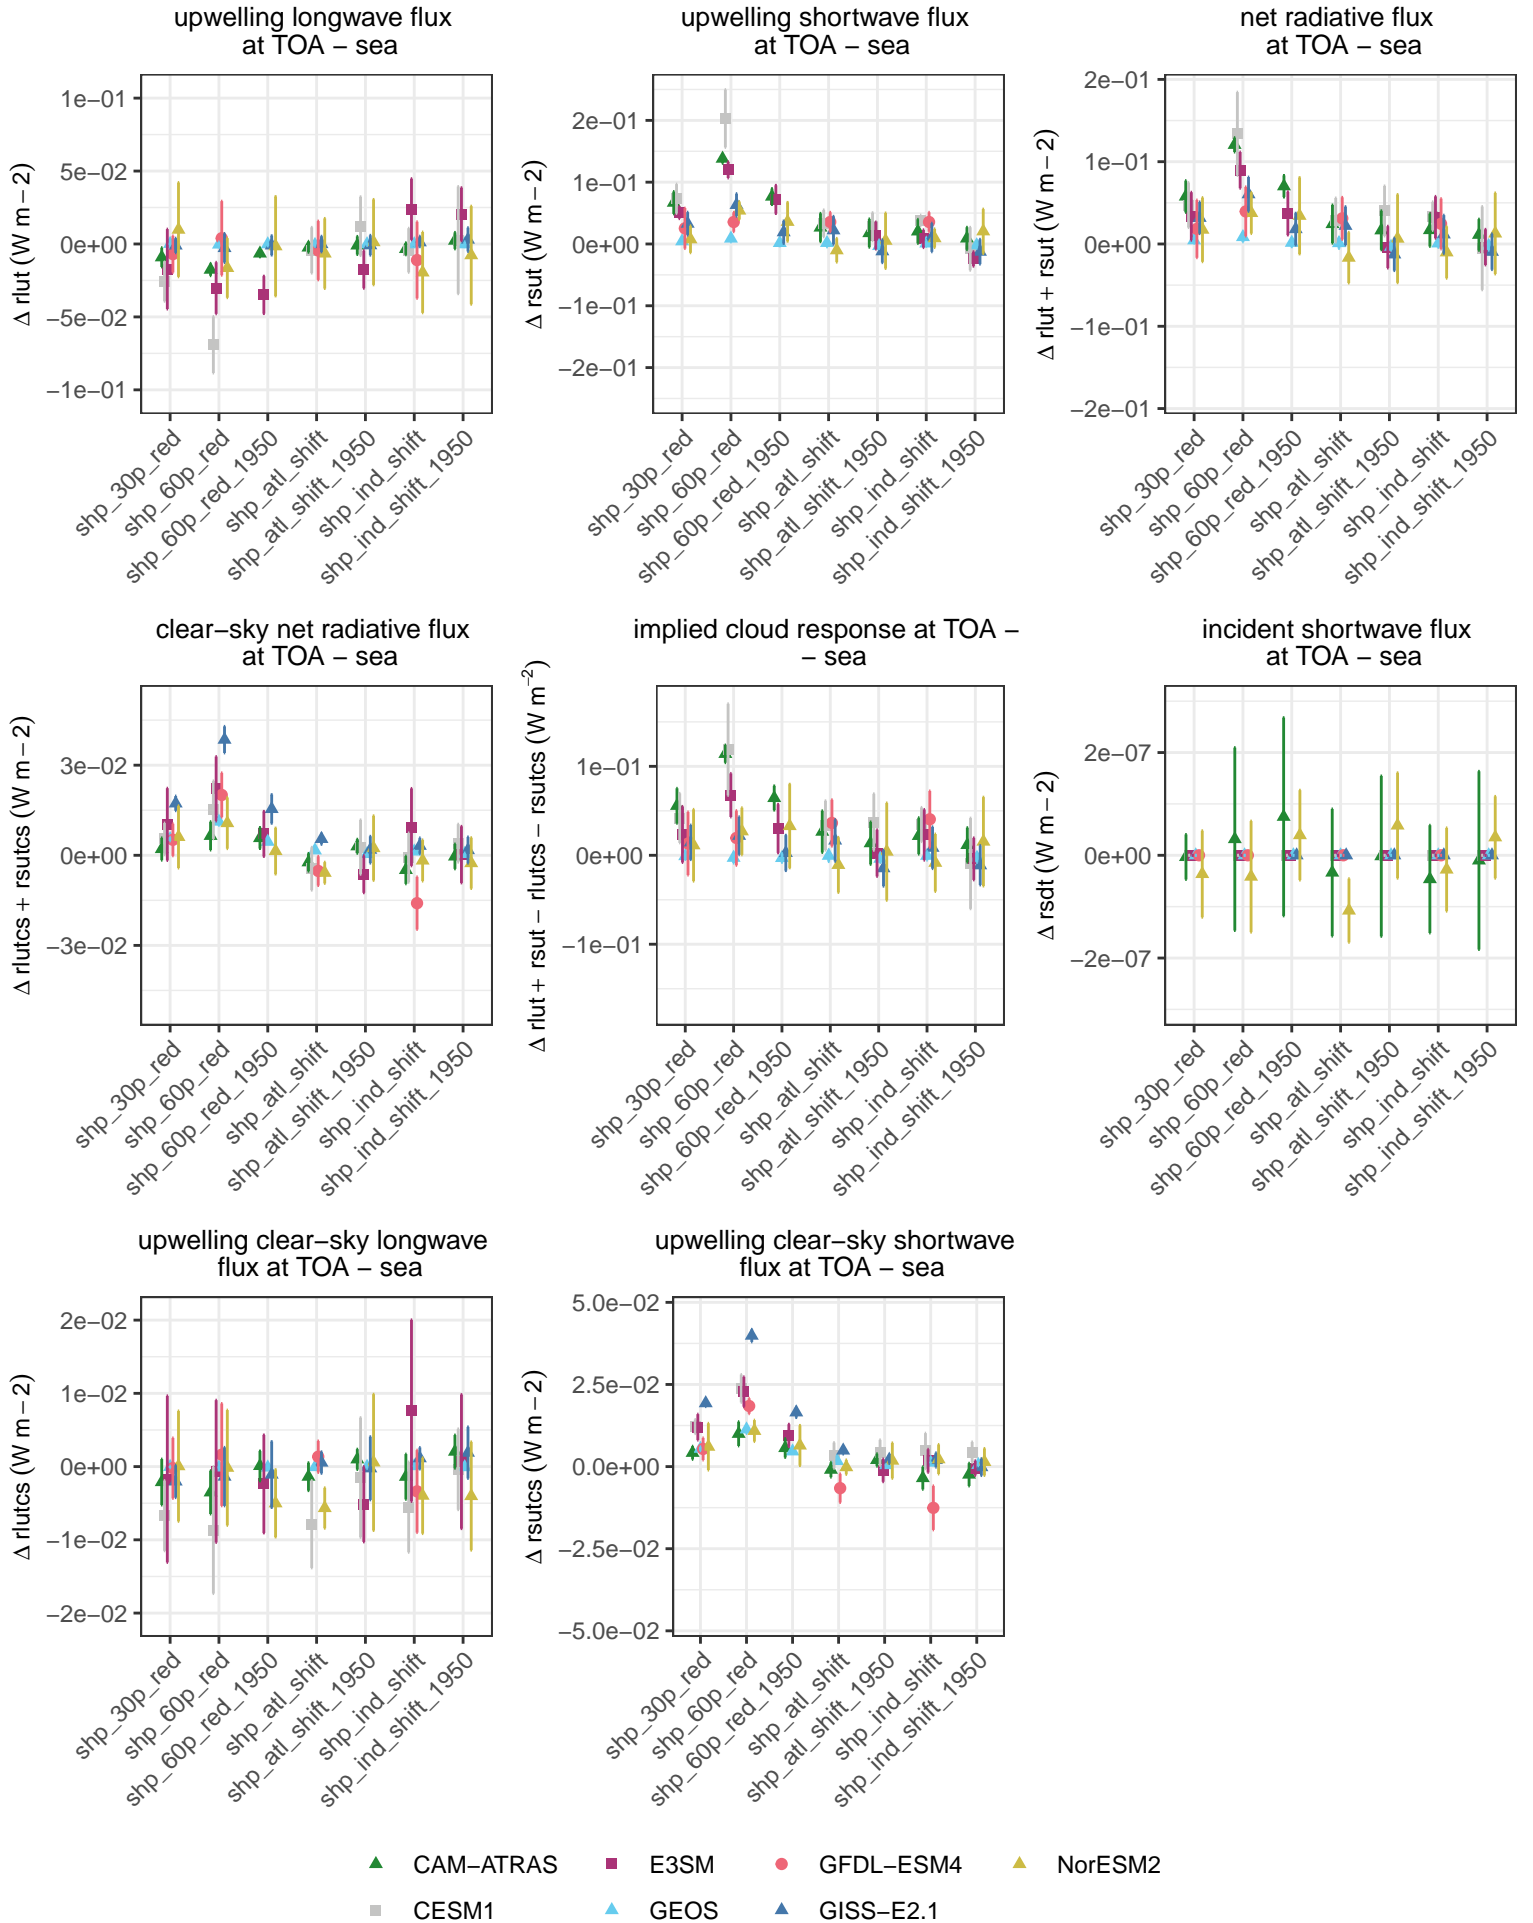 upwelling longwave flux
at TOA − sea
Δ rlut (W m − 2)
1e−01
5e−02
0e+00
−5e−02
−1e−01
shp_30p_red
shp_60p_red
shp_60p_red_1950
shp_atl_shift
shp_atl_shift_1950
shp_ind_shift
shp_ind_shift_1950
upwelling shortwave flux
at TOA − sea
Δ rsut (W m − 2)
2e−01
1e−01
0e+00
−1e−01
−2e−01
shp_30p_red
shp_60p_red
shp_60p_red_1950
shp_atl_shift
shp_atl_shift_1950
shp_ind_shift
shp_ind_shift_1950
net radiative flux
at TOA − sea
Δ rlut + rsut (W m − 2)
2e−01
1e−01
0e+00
−1e−01
−2e−01
shp_30p_red
shp_60p_red
shp_60p_red_1950
shp_atl_shift
shp_atl_shift_1950
shp_ind_shift
shp_ind_shift_1950
clear−sky net radiative flux
at TOA − sea
Δ rlutcs + rsutcs (W m − 2)
3e−02
0e+00
−3e−02
shp_30p_red
shp_60p_red
shp_60p_red_1950
shp_atl_shift
shp_atl_shift_1950
shp_ind_shift
shp_ind_shift_1950
implied cloud response at TOA −
− sea
Δ rlut + rsut − rlutcs − rsutcs (W m⁻²)
1e−01
0e+00
−1e−01
shp_30p_red
shp_60p_red
shp_60p_red_1950
shp_atl_shift
shp_atl_shift_1950
shp_ind_shift
shp_ind_shift_1950
incident shortwave flux
at TOA − sea
Δ rsdt (W m − 2)
2e−07
0e+00
−2e−07
shp_30p_red
shp_60p_red
shp_60p_red_1950
shp_atl_shift
shp_atl_shift_1950
shp_ind_shift
shp_ind_shift_1950
upwelling clear−sky longwave
flux at TOA − sea
Δ rlutcs (W m − 2)
2e−02
1e−02
0e+00
−1e−02
−2e−02
shp_30p_red
shp_60p_red
shp_60p_red_1950
shp_atl_shift
shp_atl_shift_1950
shp_ind_shift
shp_ind_shift_1950
upwelling clear−sky shortwave
flux at TOA − sea
Δ rsutcs (W m − 2)
5.0e−02
2.5e−02
0.0e+00
−2.5e−02
−5.0e−02
shp_30p_red
shp_60p_red
shp_60p_red_1950
shp_atl_shift
shp_atl_shift_1950
shp_ind_shift
shp_ind_shift_1950
CAM−ATRAS
E3SM
GFDL−ESM4
NorESM2
CESM1
GEOS
GISS−E2.1